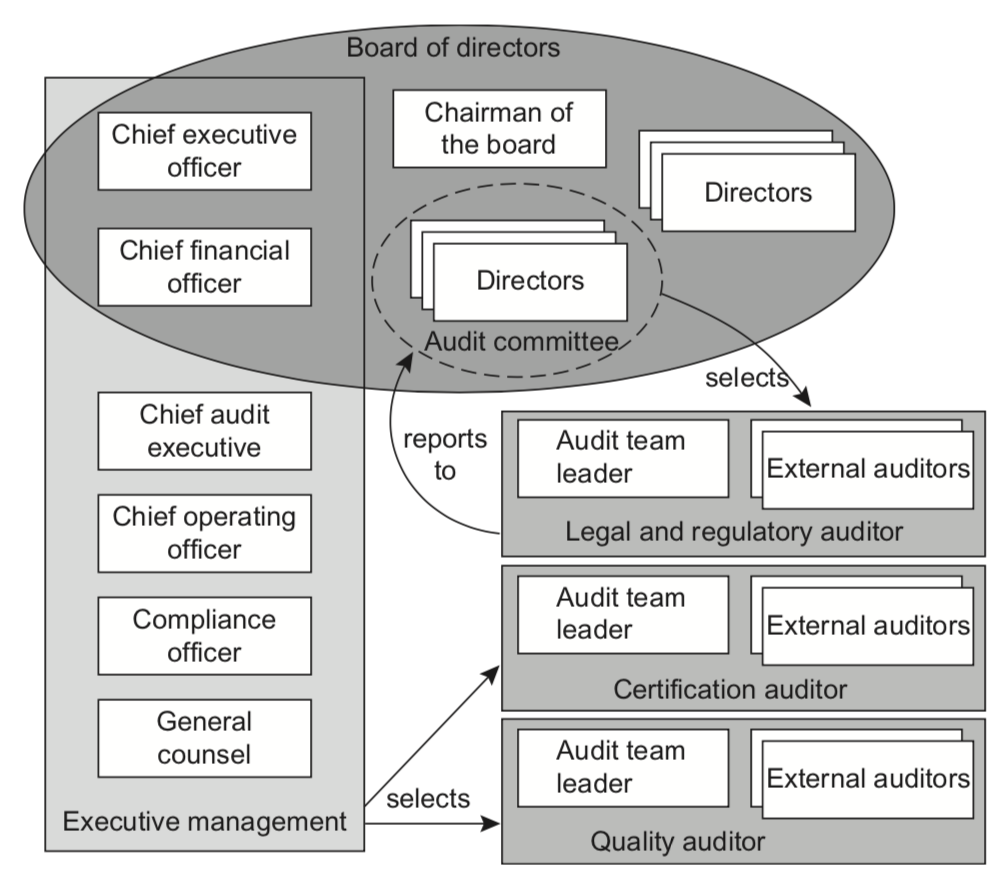 Board of directors
Chief executive
officer
Chairman of
the board
Directors
Chief financial
officer
Directors
Audit committee
selects
Chief audit
executive
reports
to
Audit team
leader
External auditors
Legal and regulatory auditor
Chief operating
officer
Compliance
officer
Audit team
leader
External auditors
Certification auditor
General
counsel
Executive management
selects
Audit team
leader
External auditors
Quality auditor